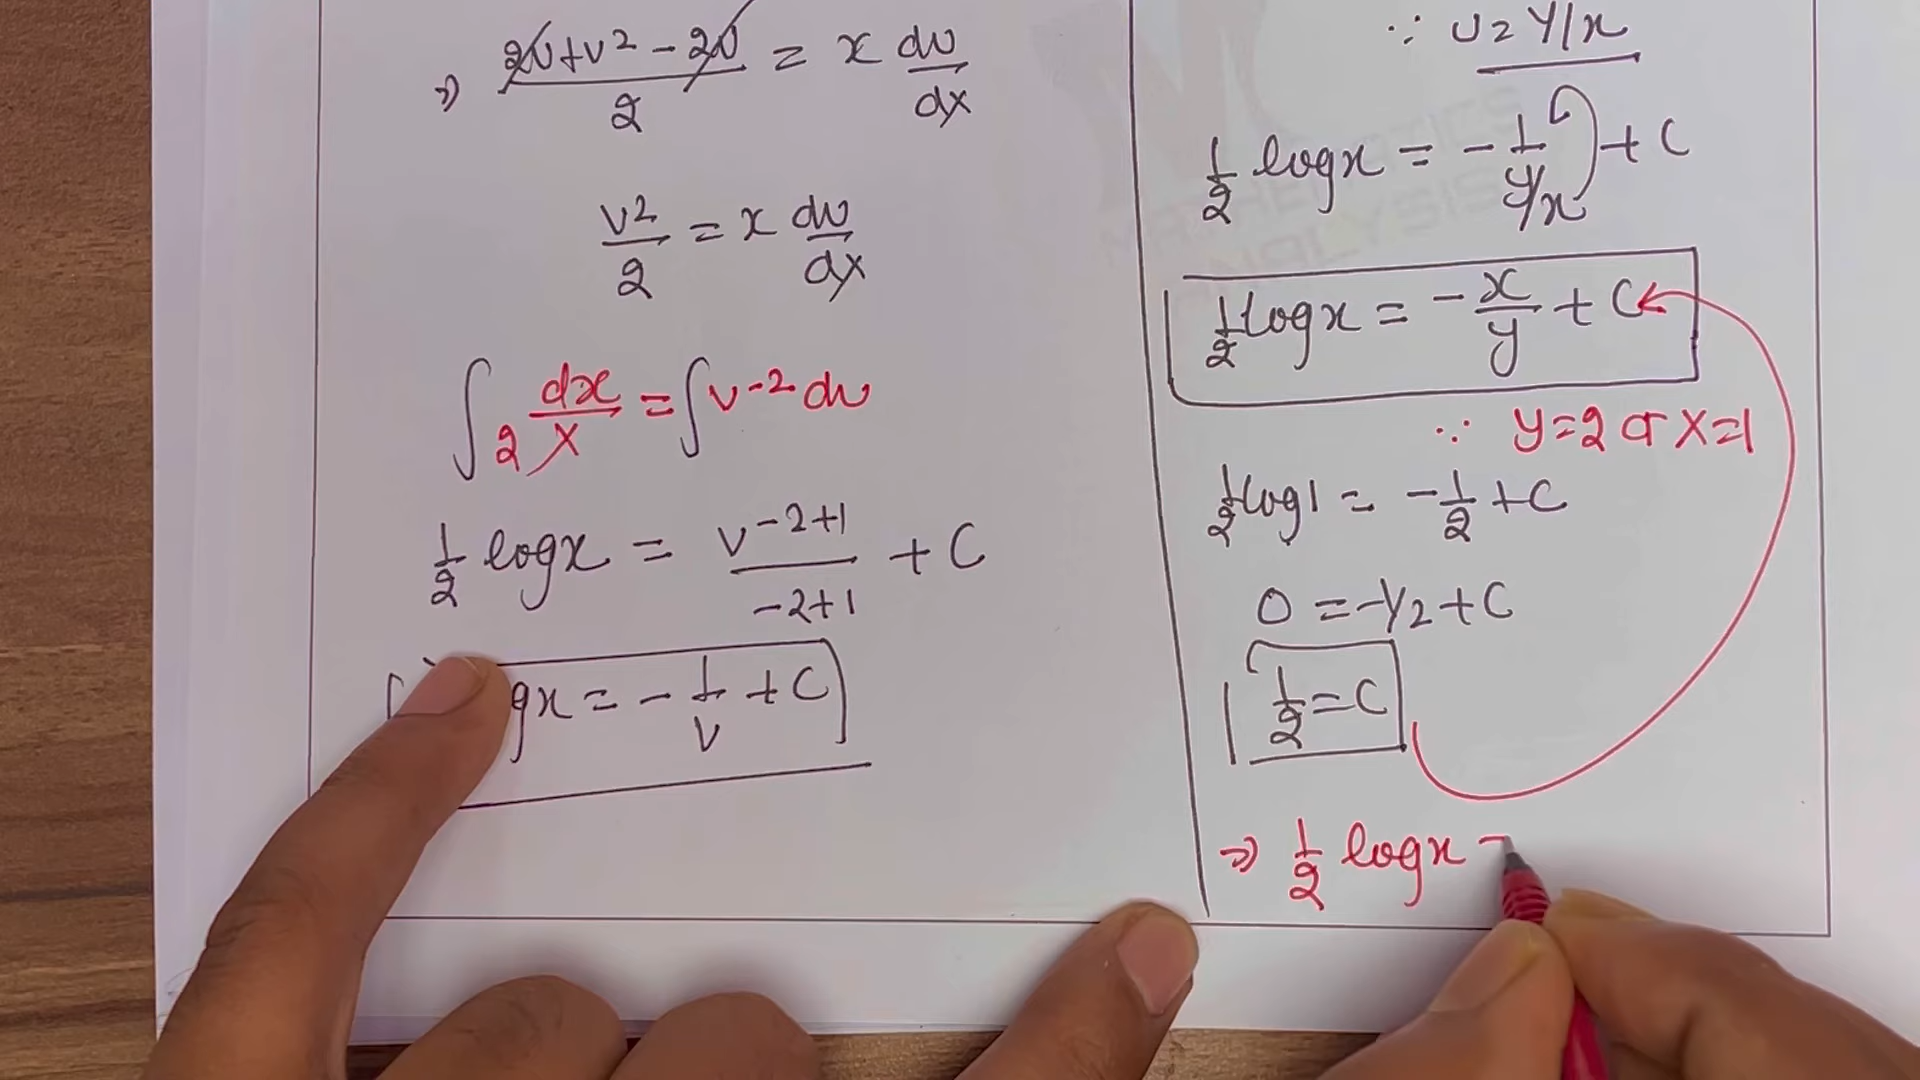 ⇒ (2v + v² - 2v)/2 = x dv/dx
v²/2 = x dv/dx
∫ dx/2x = ∫ v⁻² dv
1/2 log x = v⁻²⁺¹/-2+1 + C
gx = - 1/v + C
∵ v = y/x
1/2 log x = - 1/(y/x) + C
1/2 log x = - x/y + C
∵ y=2 & x=1
1/2 log 1 = - 1/2 + C
0 = -1/2 + C
1/2 = C
⇒ 1/2 log x